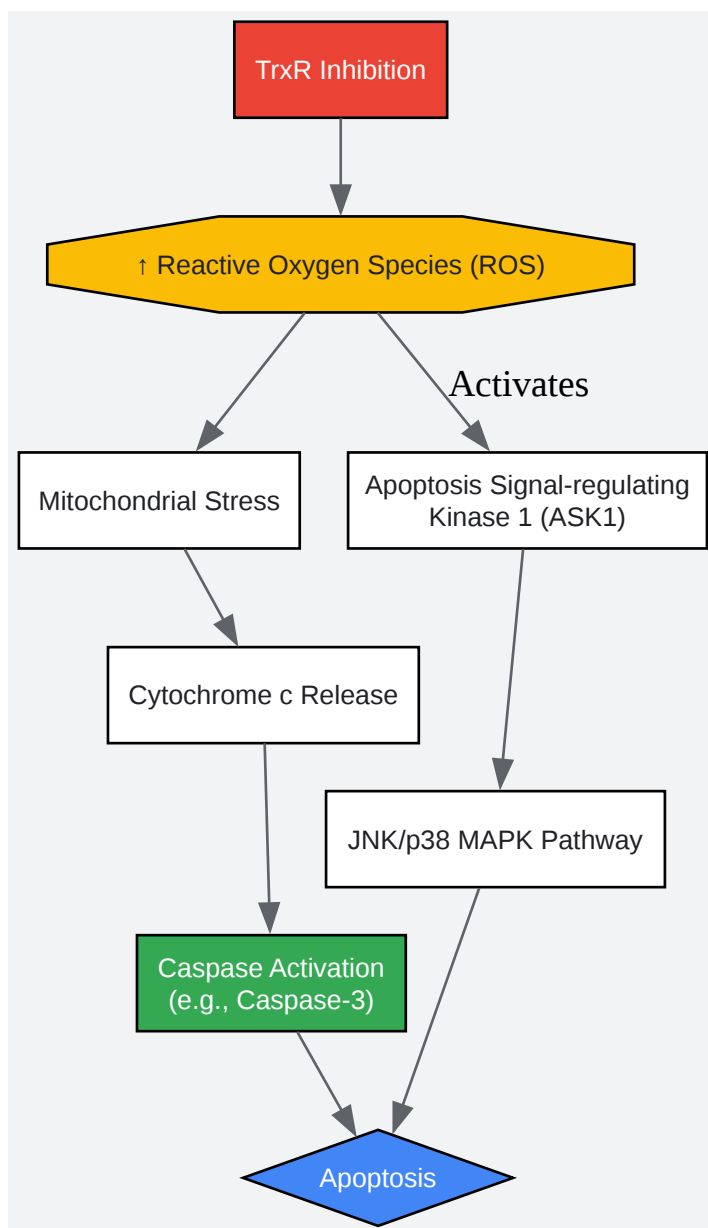 TrxR Inhibition
↑ Reactive Oxygen Species (ROS)
Activates
Mitochondrial Stress
Apoptosis Signal-regulating
Kinase 1 (ASK1)
Cytochrome c Release
JNK/p38 MAPK Pathway
Caspase Activation
(e.g., Caspase-3)
Apoptosis